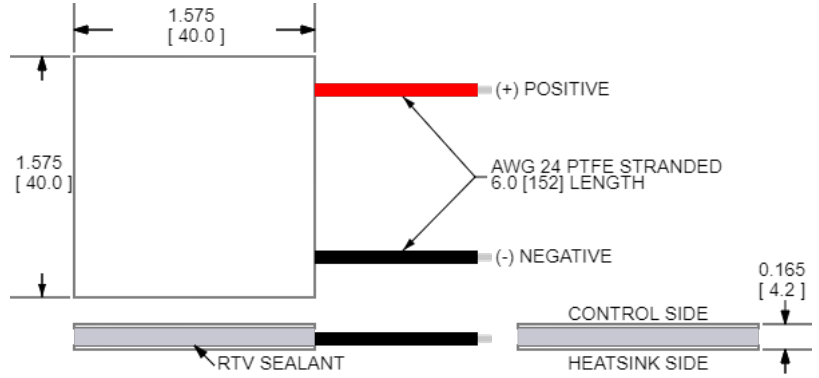 1.575
[ 40.0 ]
(+) POSITIVE
1.575
[ 40.0 ]
AWG 24 PTFE STRANDED
6.0 [152] LENGTH
(-) NEGATIVE
0.165
[ 4.2 ]
CONTROL SIDE
RTV SEALANT
HEATSINK SIDE